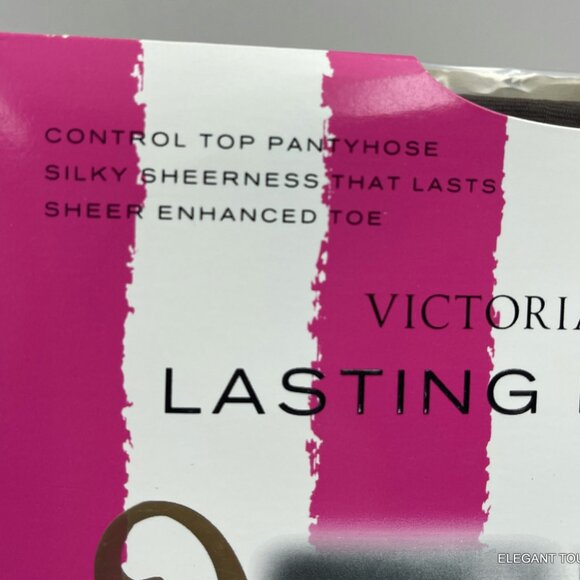 CONTROL TOP PANTYHOSE
SILKY SHEERNESS THAT LASTS
SHEER ENHANCED TOE
VICTORIA
LASTING
ELEGANT TOU